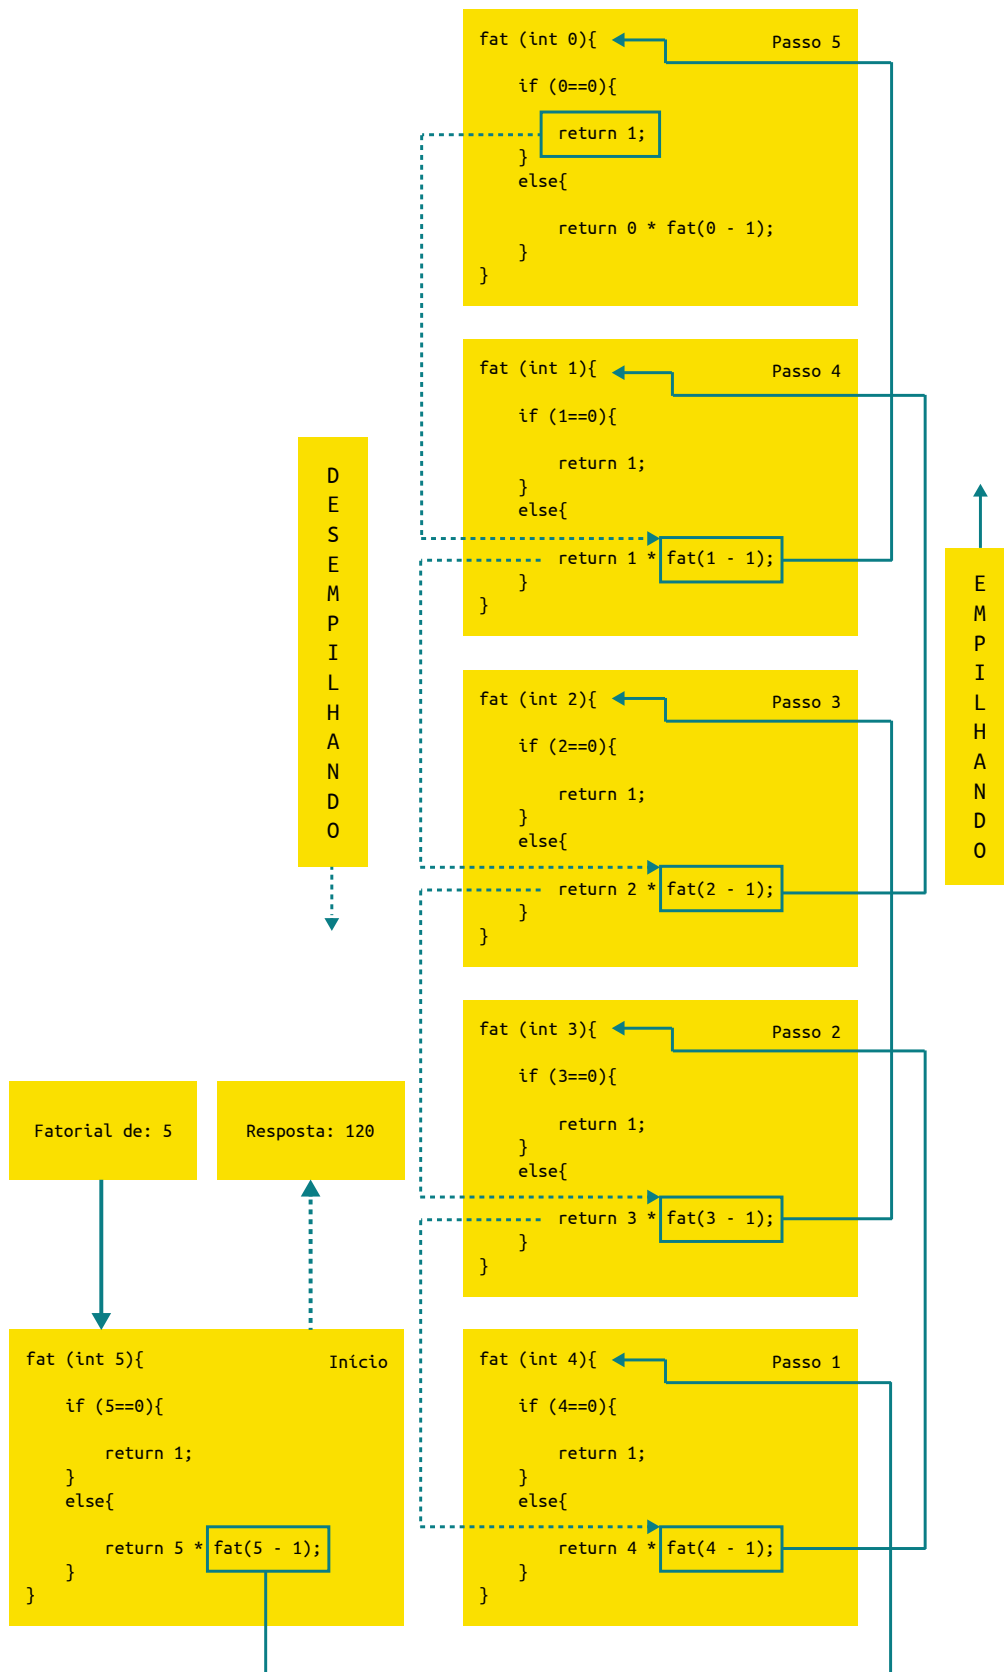 fat (int 0){
Passo 5
if (0==0){
return 1;
}
else{
return 0 * fat(0 - 1);
}
}
fat (int 1){
Passo 4
if (1==0){
return 1;
}
else{
return 1 * fat(1 - 1);
}
}
DESEMPILHANDO
EMPILHANDO
fat (int 2){
Passo 3
if (2==0){
return 1;
}
else{
return 2 * fat(2 - 1);
}
}
fat (int 3){
Passo 2
if (3==0){
return 1;
}
else{
return 3 * fat(3 - 1);
}
}
Fatorial de: 5
Resposta: 120
fat (int 5){
Início
if (5==0){
return 1;
}
else{
return 5 * fat(5 - 1);
}
}
fat (int 4){
Passo 1
if (4==0){
return 1;
}
else{
return 4 * fat(4 - 1);
}
}